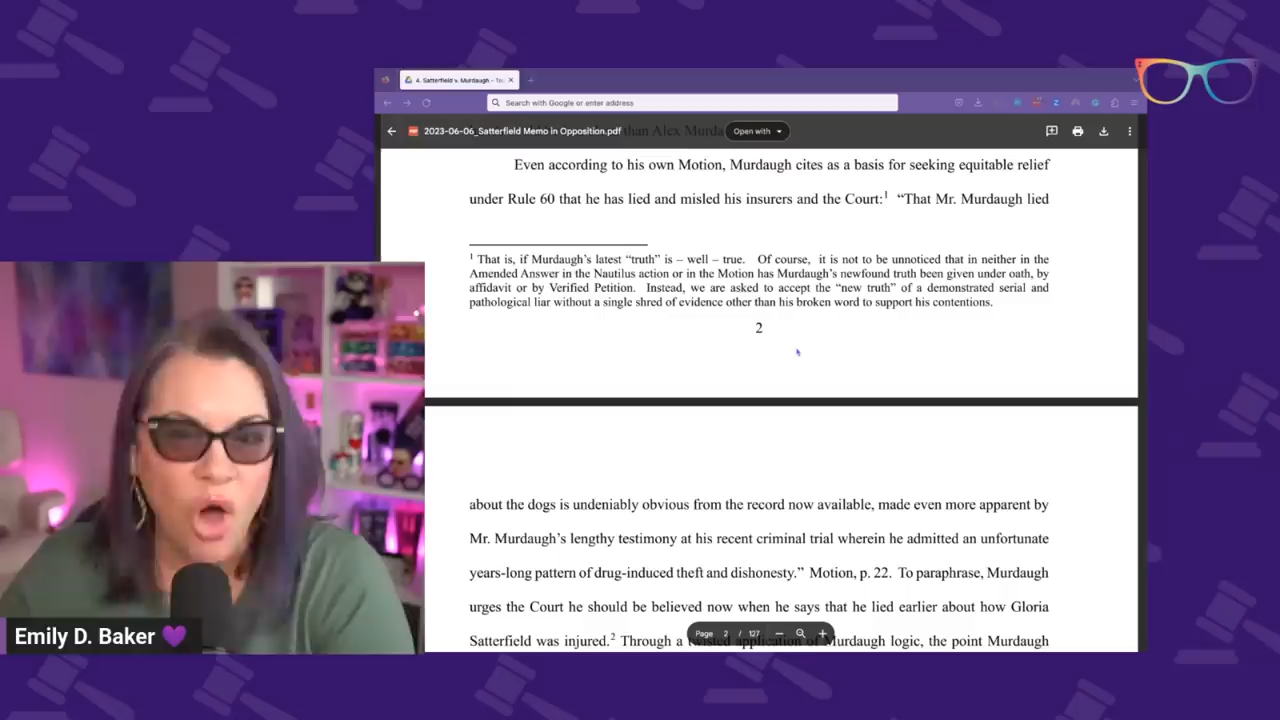 4. Satterfield v. Murdaugh -
Search with Google or enter address
2023-06-06_Satterfield Memo in Opposition.pdf
than Alex Murda
Open with
Even according to his own Motion, Murdaugh cites as a basis for seeking equitable relief
under Rule 60 that he has lied and misled his insurers and the Court:1 “That Mr. Murdaugh lied
1 That is, if Murdaugh’s latest “truth” is – well – true. Of course, it is not to be unnoticed that in neither in the
Amended Answer in the Nautilus action or in the Motion has Murdaugh’s newfound truth been given under oath, by
affidavit or by Verified Petition. Instead, we are asked to accept the “new truth” of a demonstrated serial and
pathological liar without a single shred of evidence other than his broken word to support his contentions.
2
about the dogs is undeniably obvious from the record now available, made even more apparent by
Mr. Murdaugh’s lengthy testimony at his recent criminal trial wherein he admitted an unfortunate
years-long pattern of drug-induced theft and dishonesty.” Motion, p. 22. To paraphrase, Murdaugh
urges the Court he should be believed now when he says that he lied earlier about how Gloria
Satterfield was injured.2 Through a twisted application of Murdaugh logic, the point Murdaugh
Page 2 / 127
Emily D. Baker 💜